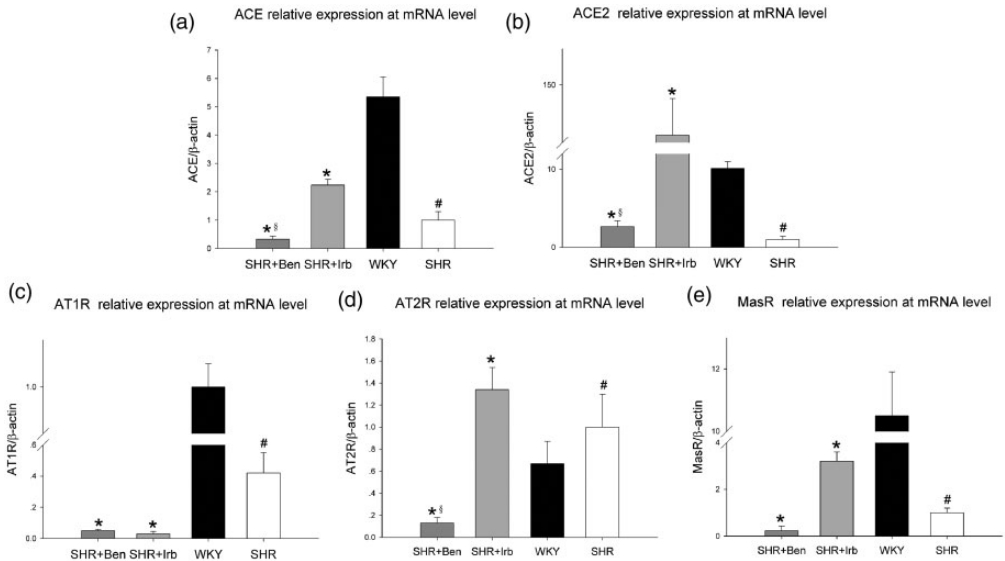 (a)
ACE relative expression at mRNA level
7
6
5
4
3
2
1
0
ACE/β-actin
*§
*
#
SHR+Ben SHR+Irb WKY SHR
(b)
ACE2 relative expression at mRNA level
150
10
0
ACE2/β-actin
*§
*
#
SHR+Ben SHR+Irb WKY SHR
(c)
AT1R relative expression at mRNA level
1.0
.6
.4
.2
0.0
AT1R/β-actin
*
*
#
SHR+Ben SHR+Irb WKY SHR
(d)
AT2R relative expression at mRNA level
1.8
1.6
1.4
1.2
1.0
.8
.6
.4
.2
0.0
AT2R/β-actin
*§
*
#
SHR+Ben SHR+Irb WKY SHR
(e)
MasR relative expression at mRNA level
12
10
4
2
0
MasR/β-actin
*
*
#
SHR+Ben SHR+Irb WKY SHR